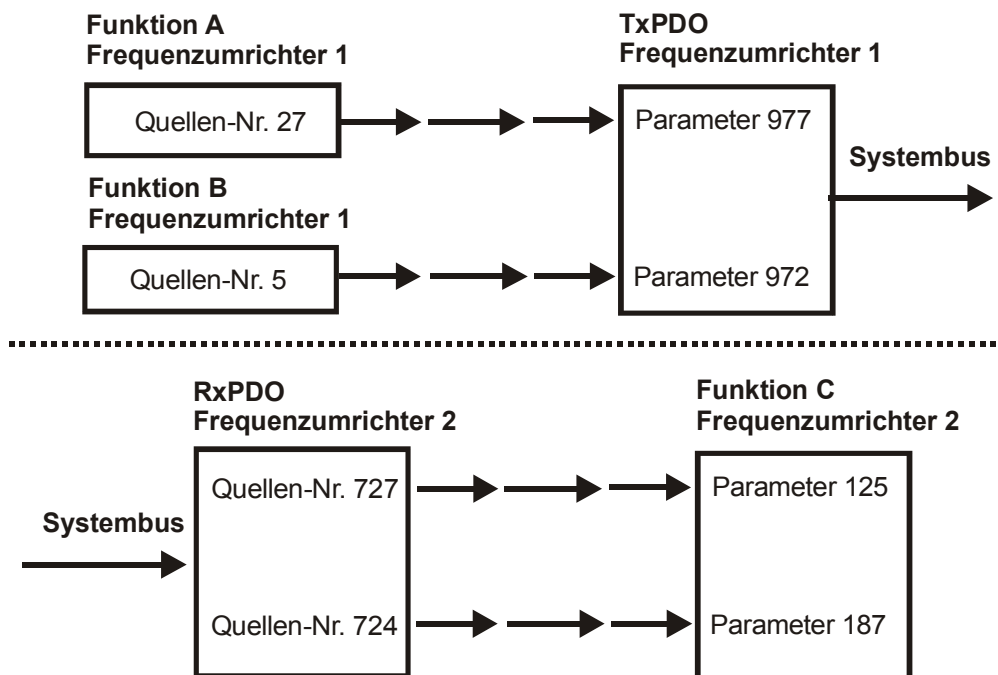 Funktion A
Frequenzumrichter 1
Quellen-Nr. 27
Funktion B
Frequenzumrichter 1
Quellen-Nr. 5
TxPDO
Frequenzumrichter 1
Parameter 977
Parameter 972
Systembus
RxPDO
Frequenzumrichter 2
Systembus
Quellen-Nr. 727
Quellen-Nr. 724
Funktion C
Frequenzumrichter 2
Parameter 125
Parameter 187